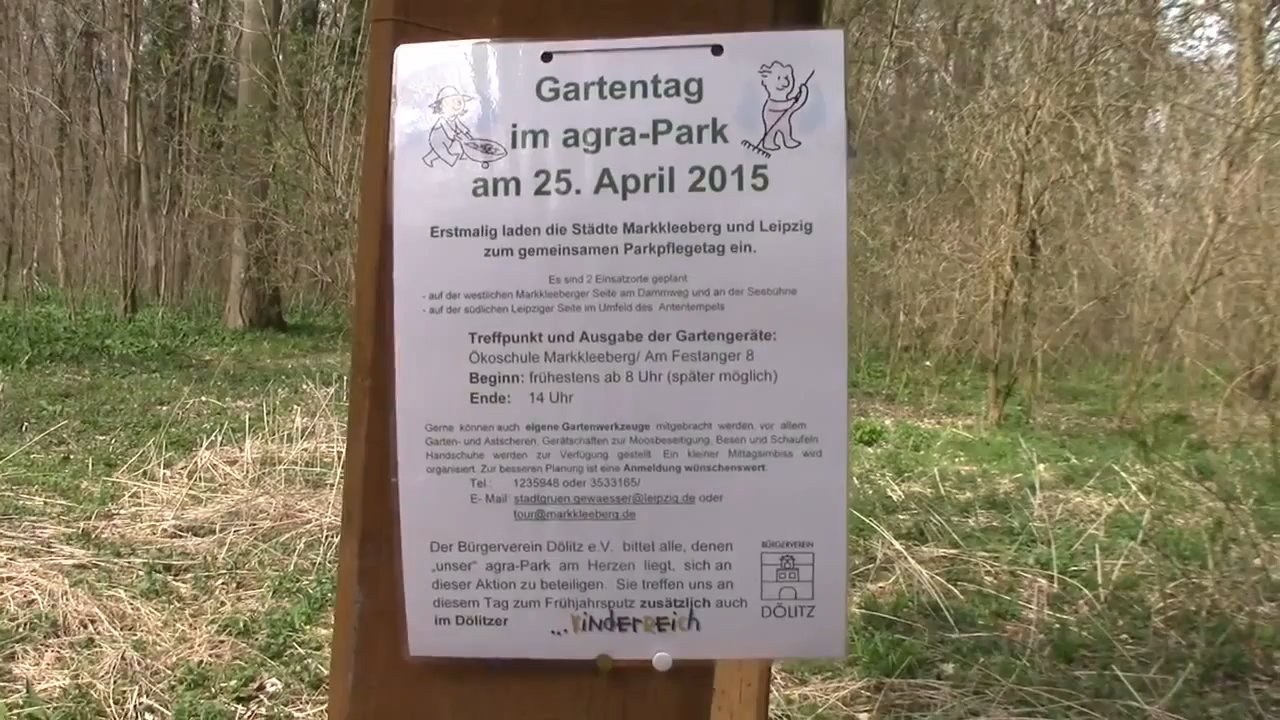 Gartentag
im agra-Park
am 25. April 2015
Erstmalig laden die Städte Markkleeberg und Leipzig
zum gemeinsamen Parkpflegetag ein.
Es sind 2 Einsatzorte geplant
- auf der westlichen Markkleeberger Seite am Dammweg und an der Seebühne
- auf der südlichen Leipziger Seite im Umfeld des Antentempels
Treffpunkt und Ausgabe der Gartengeräte:
Ökoschule Markkleeberg/ Am Festanger 8
Beginn: frühestens ab 8 Uhr (später möglich)
Ende: 14 Uhr
Gerne können auch eigene Gartenwerkzeuge mitgebracht werden, vor allem
Garten- und Astscheren, Gerätschaften zur Moosbeseitigung, Besen und Schaufeln
Handschuhe werden zur Verfügung gestellt. Ein kleiner Mittagsimbiss wird
organisiert. Zur besseren Planung ist eine Anmeldung wünschenswert:
Tel.: 1235948 oder 3533165/
E- Mail: stadtgruen.gewaesser@leipzig.de oder
tour@markkleeberg.de
Der Bürgerverein Dölitz e.V. bittet alle, denen
„unser“ agra-Park am Herzen liegt, sich an
dieser Aktion zu beteiligen. Sie treffen uns an
diesem Tag zum Frühjahrsputz zusätzlich auch
im Dölitzer ...KiNDERREich
BÜRGERVEREIN
DÖLITZ